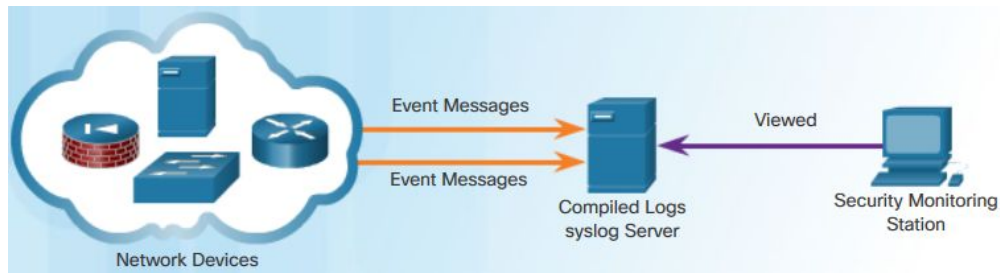 Event Messages
Event Messages
Network Devices
Compiled Logs
syslog Server
Viewed
Security Monitoring
Station